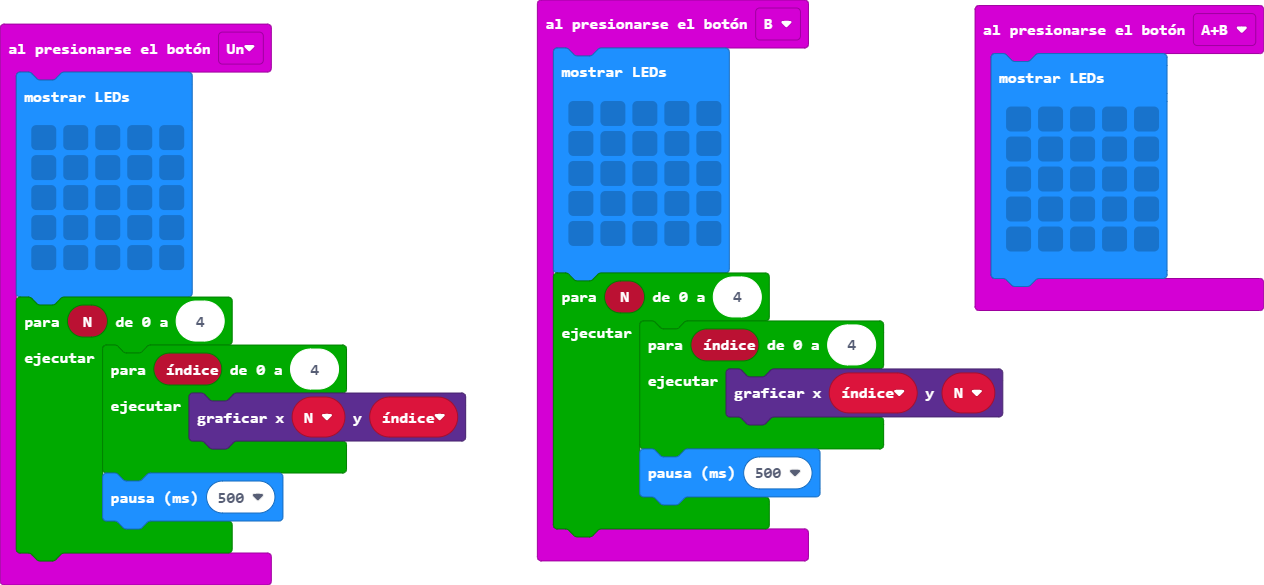 al presionarse el botón Un
mostrar LEDs
para N de 0 a 4
ejecutar
para índice de 0 a 4
ejecutar
graficar x N y índice
pausa (ms) 500
al presionarse el botón B
mostrar LEDs
para N de 0 a 4
ejecutar
para índice de 0 a 4
ejecutar
graficar x índice y N
pausa (ms) 500
al presionarse el botón A+B
mostrar LEDs